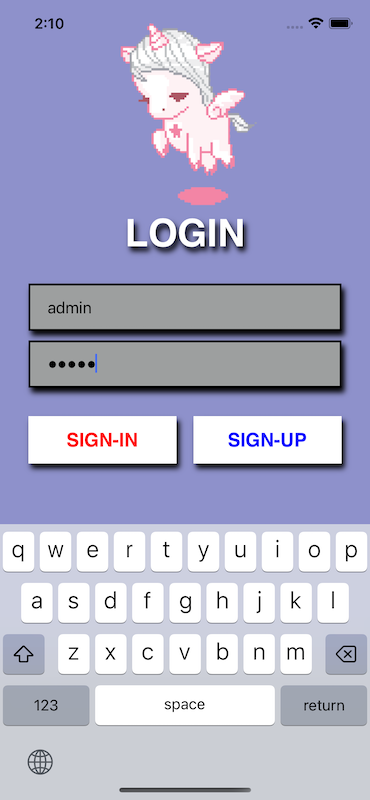 2:10
LOGIN
admin
•••••
SIGN-IN SIGN-UP
q w e r t y u i o p
a s d f g h j k l
z x c v b n m
123 space return